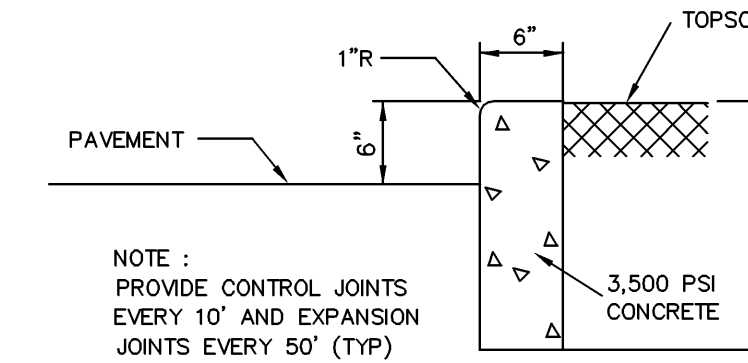 TOPSO
6"
1"R
6"
PAVEMENT
NOTE :
PROVIDE CONTROL JOINTS
EVERY 10' AND EXPANSION
JOINTS EVERY 50' (TYP)
3,500 PSI
CONCRETE